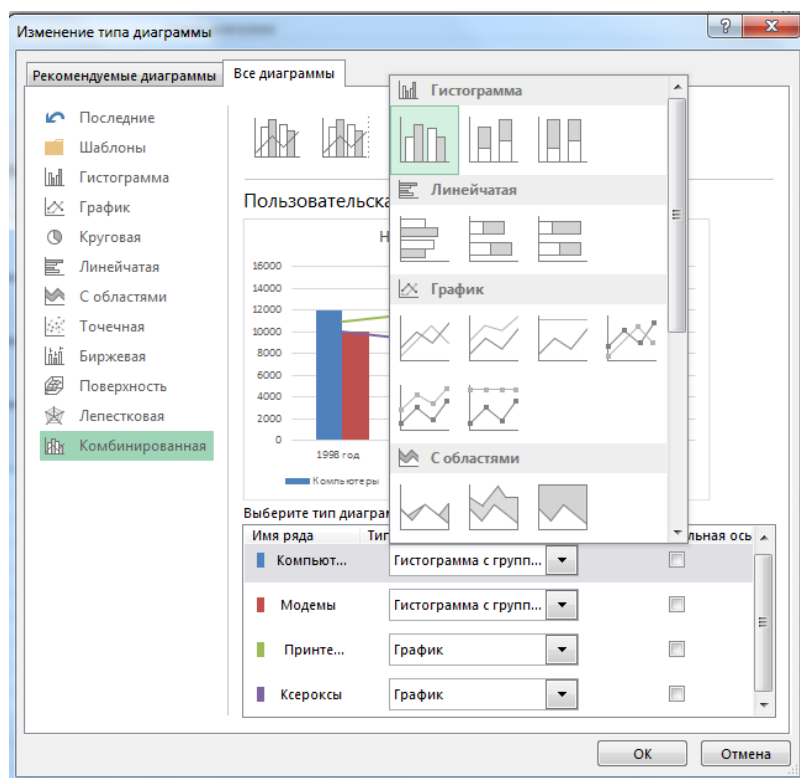 Изменение типа диаграммы
Рекомендуемые диаграммы
Все диаграммы
Последние
Шаблоны
Гистограмма
График
Круговая
Линейчатая
С областями
Точечная
Биржевая
Поверхность
Лепестковая
Комбинированная
Пользовательска
Н
16000
14000
12000
10000
8000
6000
4000
2000
0
1998 год
Компьютеры
Гистограмма
Линейчатая
График
С областями
Выберите тип диаграм
Имя ряда
Тип
льная ось
Компьют...
Гистограмма с групп...
Модемы
Гистограмма с групп...
Принте...
График
Ксероксы
График
ОК
Отмена